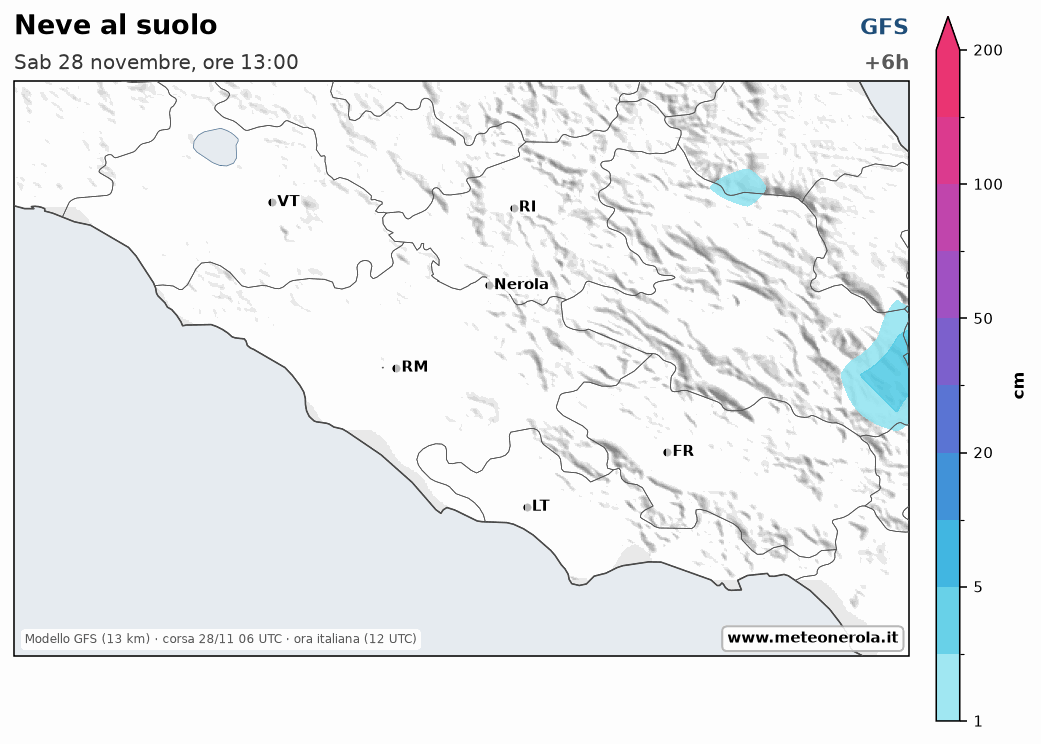 Neve al suolo
GFS
Sab 28 novembre, ore 13:00
+6h
VT
RI
Nerola
RM
FR
LT
Modello GFS (13 km) · corsa 28/11 06 UTC · ora italiana (12 UTC)
www.meteonerola.it
200
100
50
20
5
1
cm